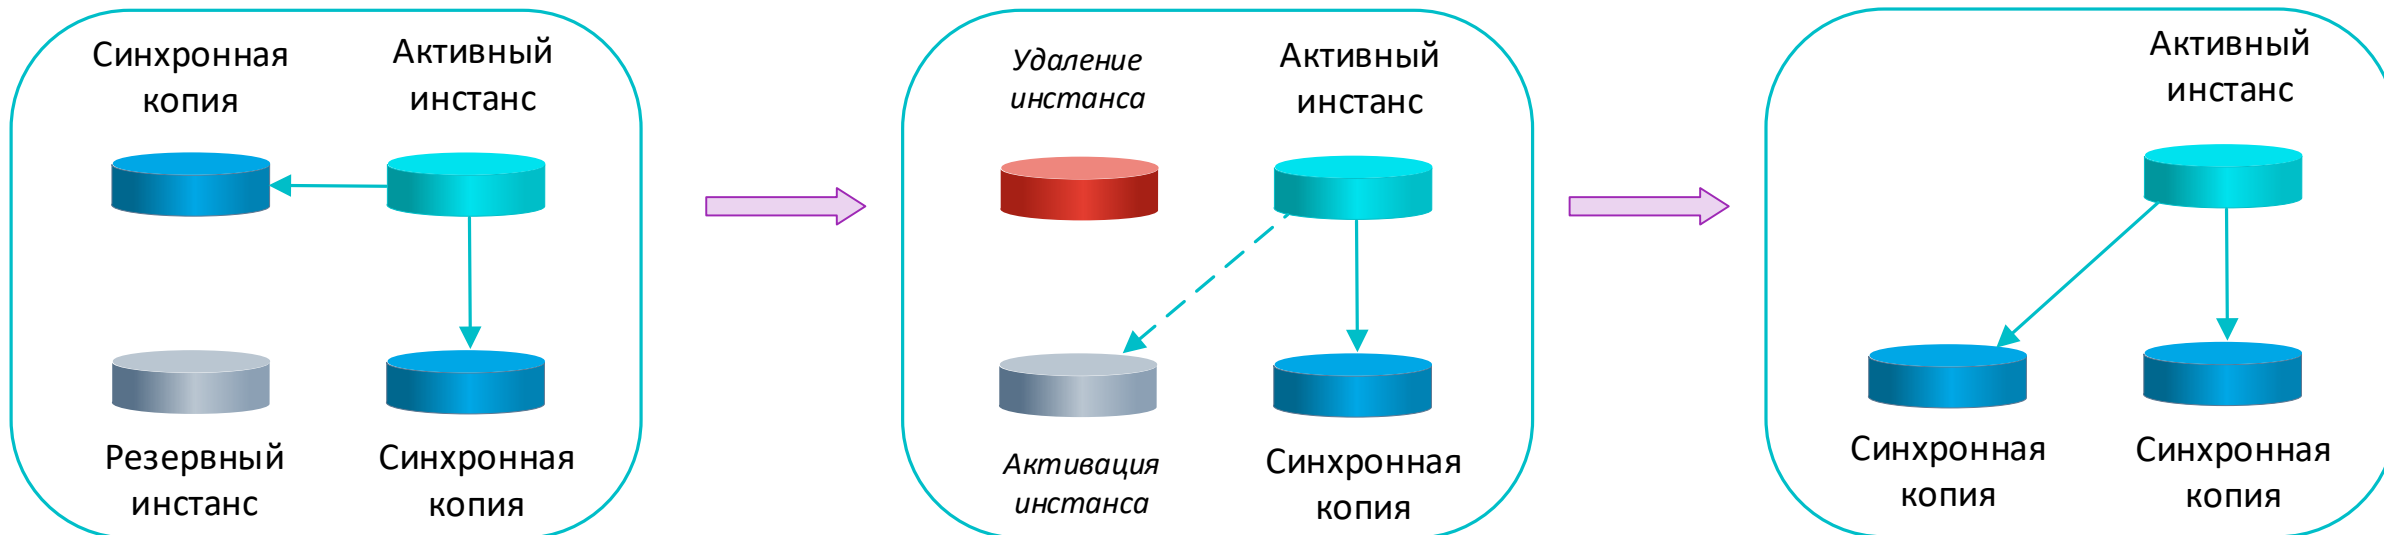 Синхронная
копия
Активный
инстанс
Резервный
инстанс
Синхронная
копия
Удаление
инстанса
Активный
инстанс
Активация
инстанса
Синхронная
копия
Активный
инстанс
Синхронная
копия
Синхронная
копия